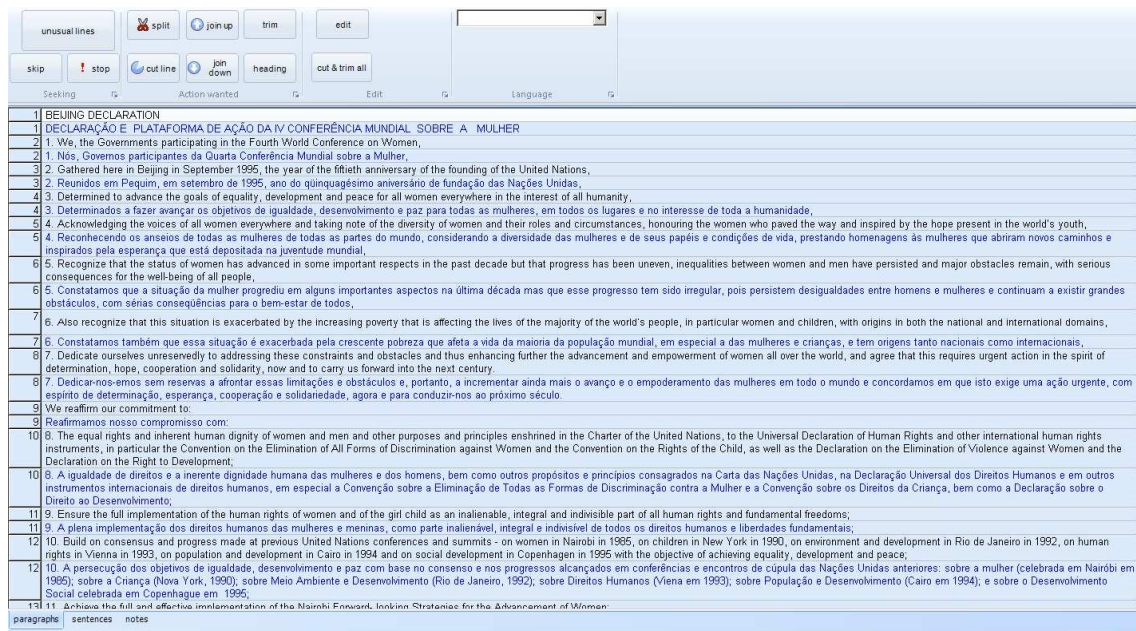 unusual lines
split
join up
trim
edit
skip
! stop
cut line
join down
heading
cut & trim all
Seeking
Action wanted
Edit
Language
1 BEIJING DECLARATION
1 DECLARAÇÃO E PLATAFORMA DE AÇÃO DA IV CONFERÊNCIA MUNDIAL SOBRE A MULHER
2 1. We, the Governments participating in the Fourth World Conference on Women,
2 1. Nós, Governos participantes da Quarta Conferência Mundial sobre a Mulher,
3 2. Gathered here in Beijing in September 1995, the year of the fiftieth anniversary of the founding of the United Nations,
3 2. Reunidos em Pequim, em setembro de 1995, ano do qüinquagésimo aniversário de fundação das Nações Unidas,
4 3. Determined to advance the goals of equality, development and peace for all women everywhere in the interest of all humanity,
4 3. Determinados a fazer avançar os objetivos de igualdade, desenvolvimento e paz para todas as mulheres, em todos os lugares e no interesse de toda a humanidade,
5 4. Acknowledging the voices of all women everywhere and taking note of the diversity of women and their roles and circumstances, honouring the women who paved the way and inspired by the hope present in the world's youth,
5 4. Reconhecendo os anseios de todas as mulheres de todas as partes do mundo, considerando a diversidade das mulheres e de seus papéis e condições de vida, prestando homenagens às mulheres que abriram novos caminhos e
inspirados pela esperança que está depositada na juventude mundial,
6 5. Recognize that the status of women has advanced in some important respects in the past decade but that progress has been uneven, inequalities between women and men have persisted and major obstacles remain, with serious
consequences for the well-being of all people,
6 5. Constatamos que a situação da mulher progrediu em alguns importantes aspectos na última década mas que esse progresso tem sido irregular, pois persistem desigualdades entre homens e mulheres e continuam a existir grandes
obstáculos, com sérias conseqüências para o bem-estar de todos,
7 6. Also recognize that this situation is exacerbated by the increasing poverty that is affecting the lives of the majority of the world's people, in particular women and children, with origins in both the national and international domains,
7 6. Constatamos também que essa situação é exacerbada pela crescente pobreza que afeta a vida da maioria da população mundial, em especial a das mulheres e crianças, e tem origens tanto nacionais como internacionais,
8 7. Dedicate ourselves unreservedly to addressing these constraints and obstacles and thus enhancing further the advancement and empowerment of women all over the world, and agree that this requires urgent action in the spirit of
determination, hope, cooperation and solidarity, now and to carry us forward into the next century.
8 7. Dedicar-nos-emos sem reservas a afrontar essas limitações e obstáculos e, portanto, a incrementar ainda mais o avanço e o empoderamento das mulheres em todo o mundo e concordamos em que isto exige uma ação urgente, com
espírito de determinação, esperança, cooperação e solidariedade, agora e para conduzir-nos ao próximo século.
9 We reaffirm our commitment to:
9 Reafirmamos nosso compromisso com:
10 8. The equal rights and inherent human dignity of women and men and other purposes and principles enshrined in the Charter of the United Nations, to the Universal Declaration of Human Rights and other international human rights
instruments, in particular the Convention on the Elimination of All Forms of Discrimination against Women and the Convention on the Rights of the Child, as well as the Declaration on the Elimination of Violence against Women and the
Declaration on the Right to Development;
10 8. A igualdade de direitos e a inerente dignidade humana das mulheres e dos homens, bem como outros propósitos e princípios consagrados na Carta das Nações Unidas, na Declaração Universal dos Direitos Humanos e em outros
instrumentos internacionais de direitos humanos, em especial a Convenção sobre a Eliminação de Todas as Formas de Discriminação contra a Mulher e a Convenção sobre os Direitos da Criança, bem como a Declaração sobre o
Direito ao Desenvolvimento;
11 9. Ensure the full implementation of the human rights of women and of the girl child as an inalienable, integral and indivisible part of all human rights and fundamental freedoms;
11 9. A plena implementação dos direitos humanos das mulheres e meninas, como parte inalienável, integral e indivisível de todos os direitos humanos e liberdades fundamentais;
12 10. Build on consensus and progress made at previous United Nations conferences and summits - on women in Nairobi in 1985, on children in New York in 1990, on environment and development in Rio de Janeiro in 1992, on human
rights in Vienna in 1993, on population and development in Cairo in 1994 and on social development in Copenhagen in 1995 with the objective of achieving equality, development and peace;
12 10. A persecução dos objetivos de igualdade, desenvolvimento e paz com base no consenso e nos progressos alcançados em conferências e encontros de cúpula das Nações Unidas anteriores: sobre a mulher (celebrada em Nairóbi em
1985); sobre a Criança (Nova York, 1990); sobre Meio Ambiente e Desenvolvimento (Rio de Janeiro, 1992); sobre Direitos Humanos (Viena em 1993); sobre População e Desenvolvimento (Cairo em 1994); e sobre o Desenvolvimento
Social celebrada em Copenhague em 1995;
13 11. Achieve the full and effective implementation of the Nairobi Forward- looking Strategies for the Advancement of Women;
paragraphs
sentences
notes